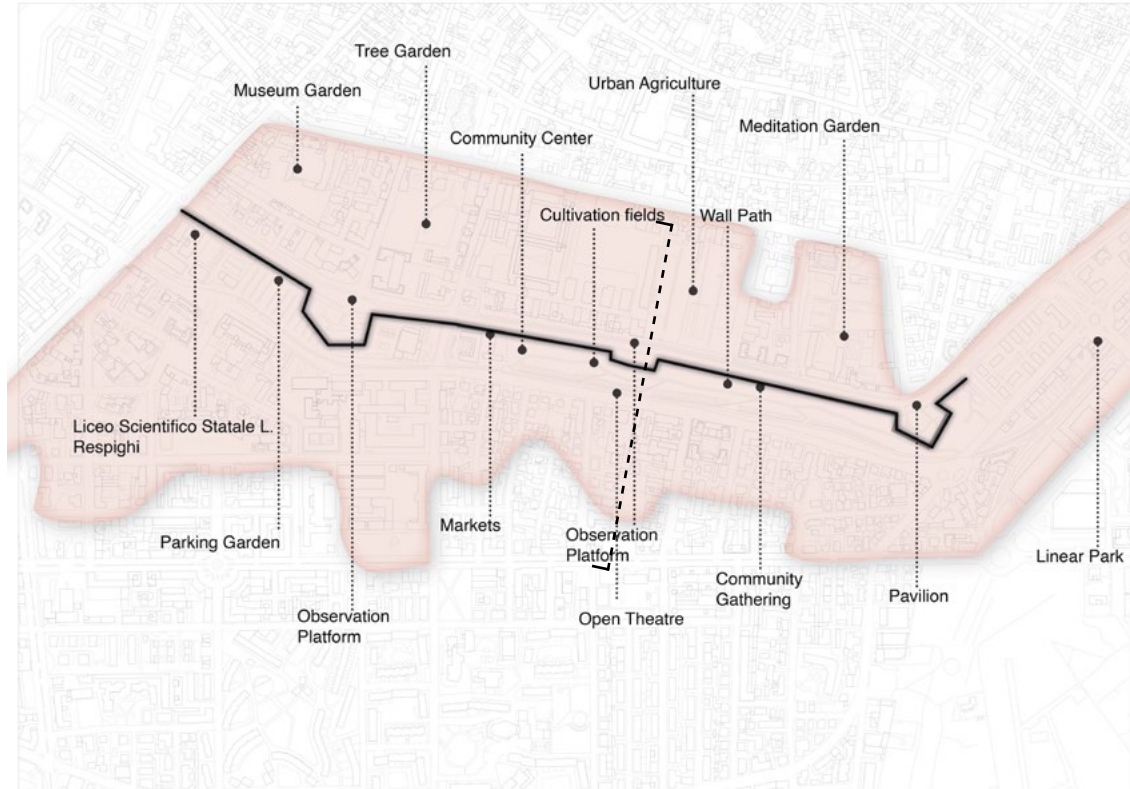 Tree Garden
Museum Garden
Urban Agriculture
Community Center
Meditation Garden
Cultivation fields
Wall Path
Liceo Scientifico Statale L.
Respighi
Parking Garden
Markets
Observation
Platform
Observation
Platform
Open Theatre
Community
Gathering
Pavilion
Linear Park